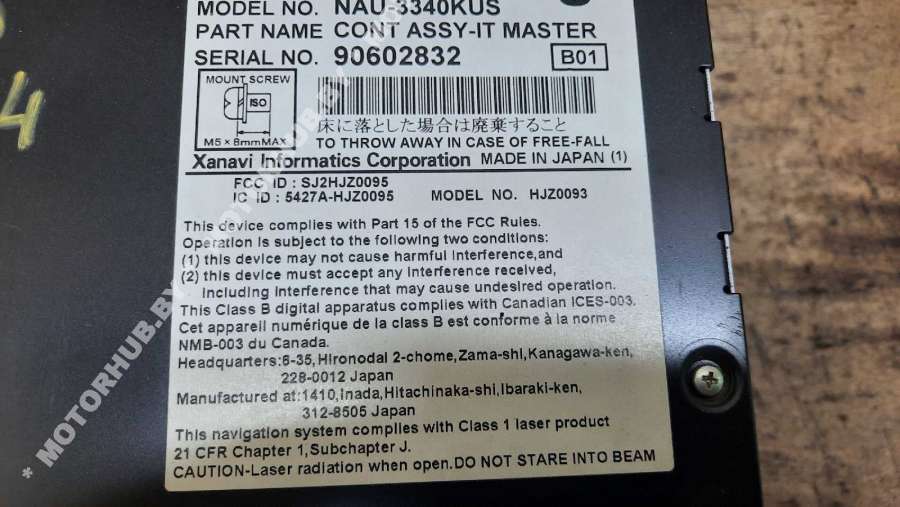 MODEL NO. NAU-3340KUS
PART NAME CONT ASSY-IT MASTER
SERIAL NO. 90602832 B01
MOUNT SCREW
ISO
M5×8mmMAX
床に落とした場合は廃棄すること
TO THROW AWAY IN CASE OF FREE-FALL
Xanavi Informatics Corporation MADE IN JAPAN (1)
FCC ID : SJ2HJZ0095
IC ID : 5427A-HJZ0095 MODEL NO. HJZ0093
This device complies with Part 15 of the FCC Rules.
Operation is subject to the following two conditions:
(1) this device may not cause harmful interference,and
(2) this device must accept any interference received,
including interference that may cause undesired operation.
This Class B digital apparatus complies with Canadian ICES-003.
Cet appareil numérique de la class B est conforme à la norme
NMB-003 du Canada.
Headquarters:6-35,Hironodal 2-chome,Zama-shi,Kanagawa-ken,
228-0012 Japan
Manufactured at:1410,Inada,Hitachinaka-shi,Ibaraki-ken,
312-8505 Japan
This navigation system complies with Class 1 laser product
21 CFR Chapter 1,Subchapter J.
CAUTION-Laser radiation when open.DO NOT STARE INTO BEAM
4
* MOTORHUB.BY * MOTORHUB.BY